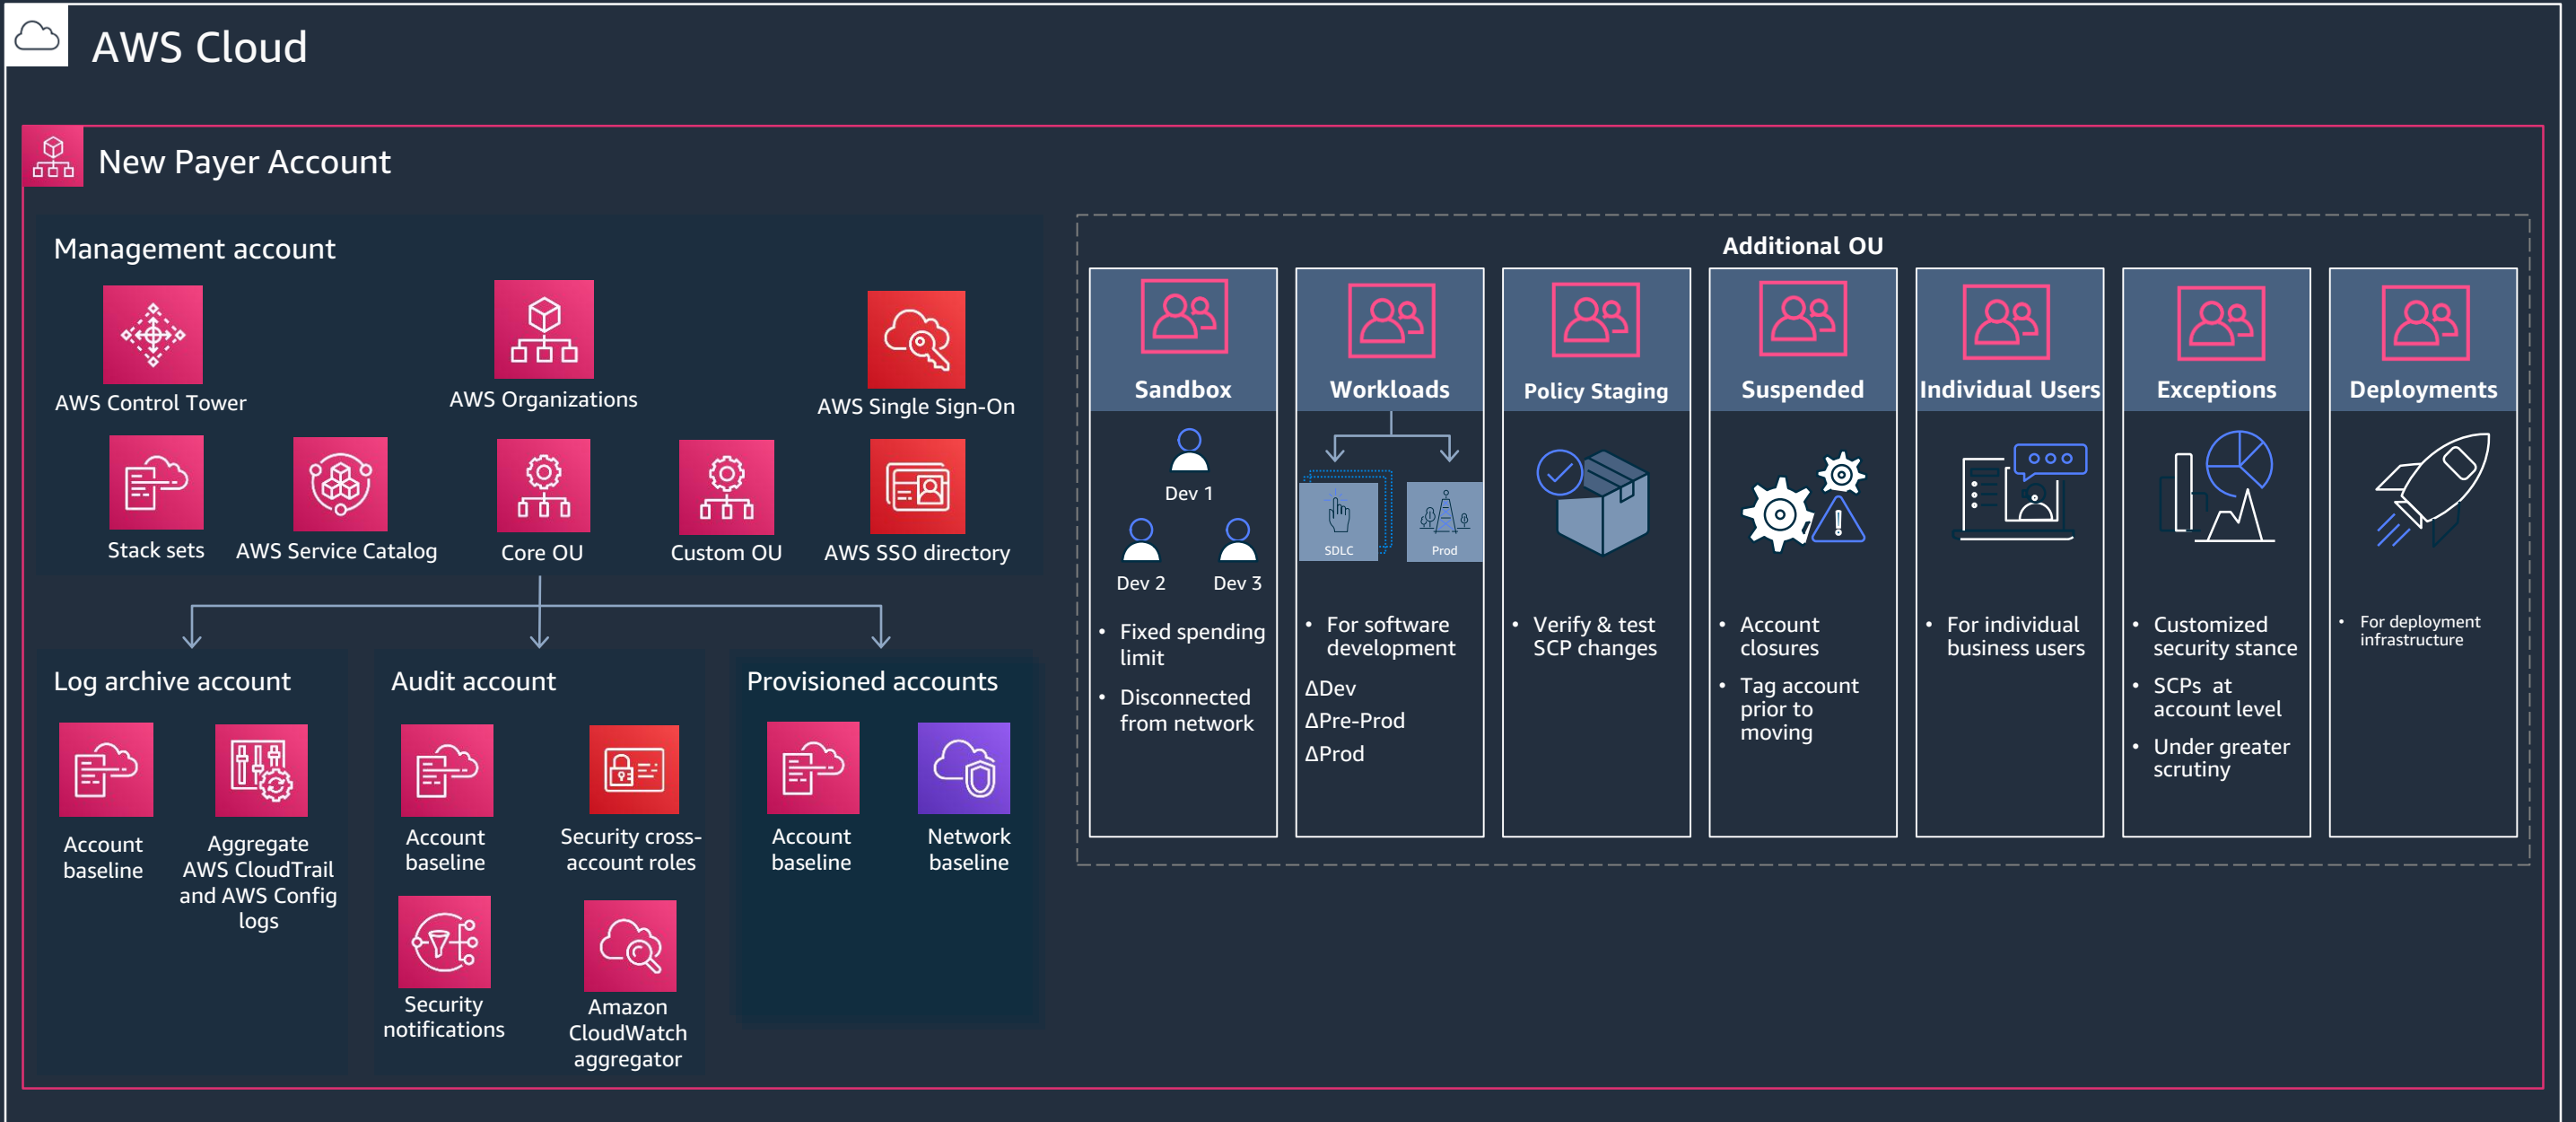 AWS Cloud
New Payer Account
Management account
AWS Control Tower
AWS Organizations
AWS Single Sign-On
Stack sets
AWS Service Catalog
Core OU
Custom OU
AWS SSO directory
Log archive account
Account
baseline
Aggregate
AWS CloudTrail
and AWS Config
logs
Audit account
Account
baseline
Security cross-
account roles
Security
notifications
Amazon
CloudWatch
aggregator
Provisioned accounts
Account
baseline
Network
baseline
Additional OU
Sandbox
Dev 1
Dev 2
Dev 3
• Fixed spending
limit
• Disconnected
from network
Workloads
SDLC
Prod
• For software
development
ΔDev
ΔPre-Prod
ΔProd
Policy Staging
• Verify & test
SCP changes
Suspended
• Account
closures
• Tag account
prior to
moving
Individual Users
• For individual
business users
Exceptions
• Customized
security stance
• SCPs at
account level
• Under greater
scrutiny
Deployments
• For deployment
infrastructure